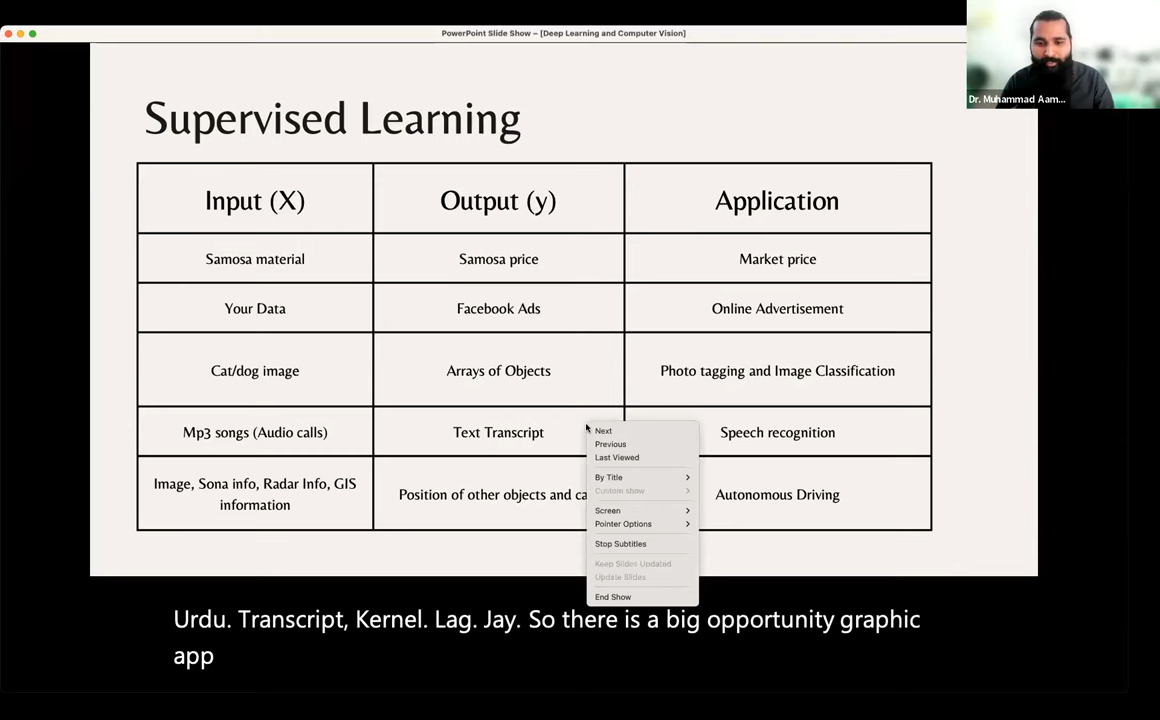 PowerPoint Slide Show – [Deep Learning and Computer Vision]
Dr. Muhammad Aam...
Supervised Learning
Input (X)
Output (y)
Application
Samosa material
Samosa price
Market price
Your Data
Facebook Ads
Online Advertisement
Cat/dog image
Arrays of Objects
Photo tagging and Image Classification
Mp3 songs (Audio calls)
Text Transcript
Speech recognition
Image, Sona info, Radar Info, GIS
information
Position of other objects and ca
Autonomous Driving
Next
Previous
Last Viewed
By Title
Custom show
Screen
Pointer Options
Stop Subtitles
Keep Slides Updated
Update Slides
End Show
Urdu. Transcript, Kernel. Lag. Jay. So there is a big opportunity graphic
app